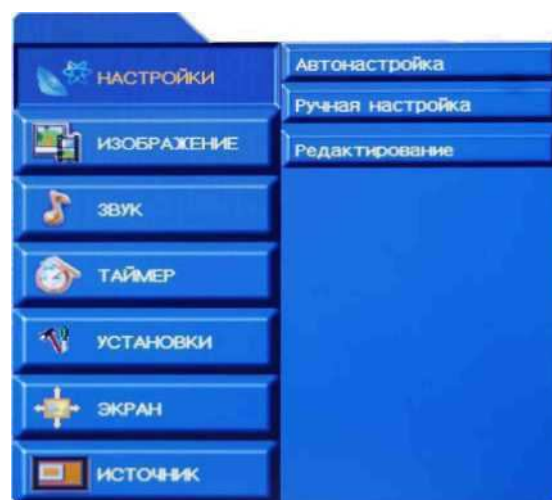 НАСТРОЙКИ
ИЗОБРАЖЕНИЕ
ЗВУК
ТАЙМЕР
УСТАНОВКИ
ЭКРАН
ИСТОЧНИК
Автонастройка
Ручная настройка
Редактирование